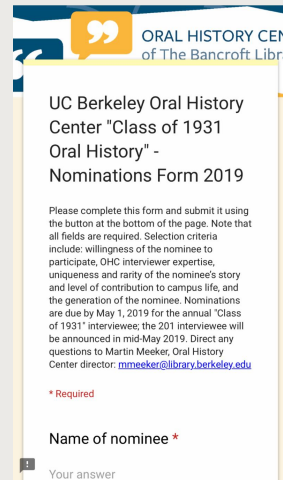 ORAL HISTORY CEN
of The Bancroft Libr
UC Berkeley Oral History
Center "Class of 1931
Oral History" -
Nominations Form 2019
Please complete this form and submit it using
the button at the bottom of the page. Note that
all fields are required. Selection criteria
include: willingness of the nominee to
participate, OHC interviewer expertise,
uniqueness and rarity of the nominee's story
and level of contribution to campus life, and
the generation of the nominee. Nominations
are due by May 1, 2019 for the annual "Class
of 1931" interviewee; the 201 interviewee will
be announced in mid-May 2019. Direct any
questions to Martin Meeker, Oral History
Center director: mmeeker@library.berkeley.edu
* Required
Name of nominee *
Your answer